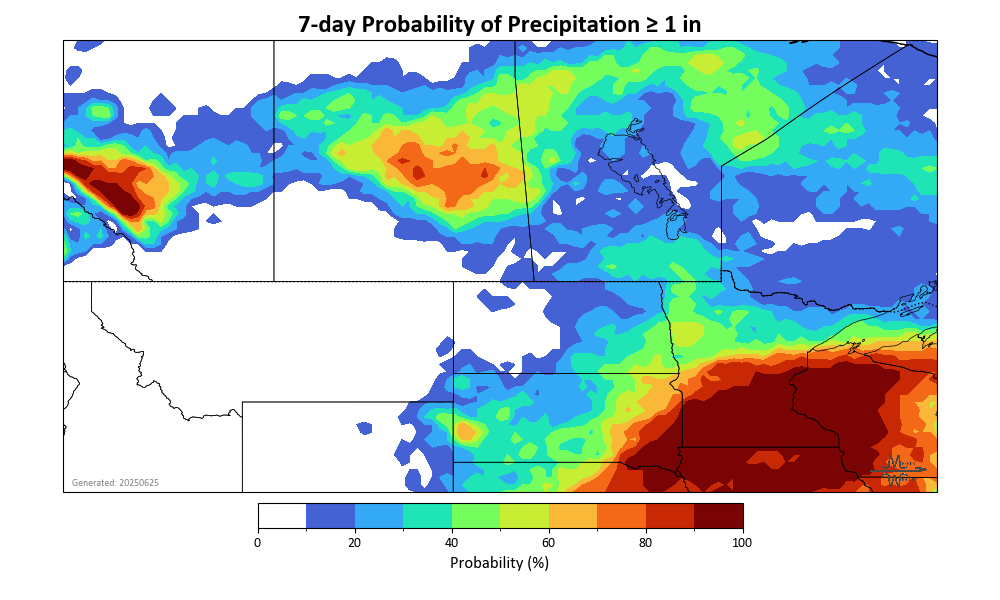 7-day Probability of Precipitation ≥ 1 in
Generated: 20250625
0 20 40 60 80 100
Probability (%)